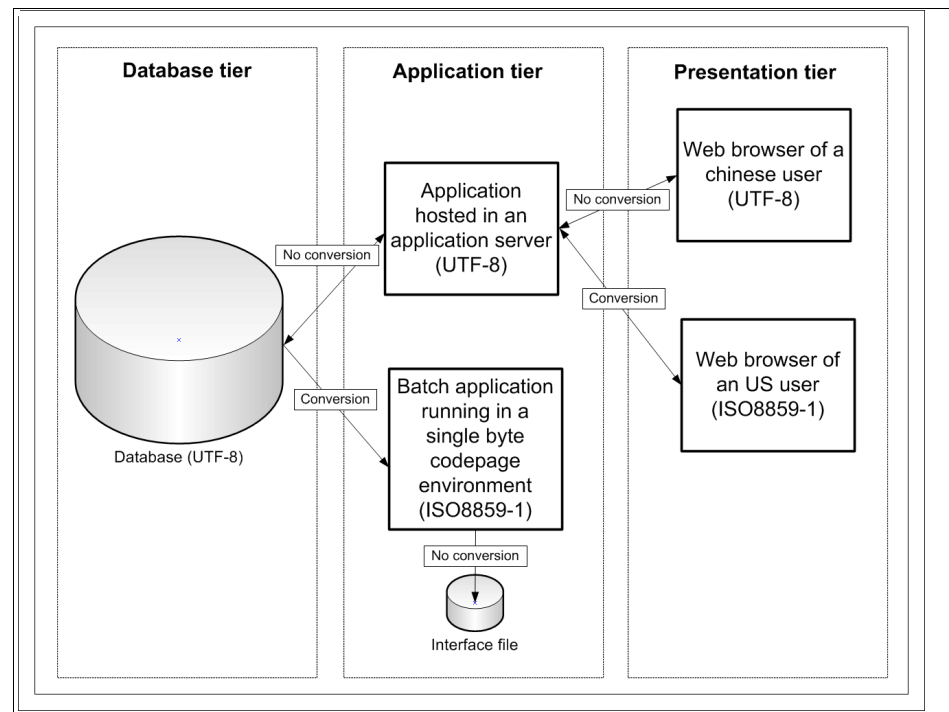 Database tier
Application tier
Presentation tier
Web browser of a
chinese user
(UTF-8)
Application
hosted in an
application server
(UTF-8)
No conversion
No conversion
Conversion
Web browser of
an US user
(ISO8859-1)
Database (UTF-8)
Conversion
Batch application
running in a
single byte
codepage
environment
(ISO8859-1)
No conversion
Interface file